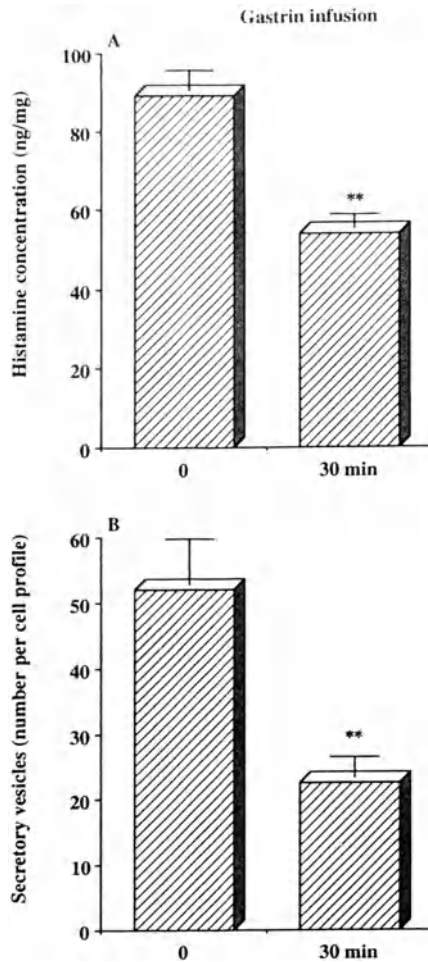 Gastrin infusion
A
Histamine concentration (ng/mg)
100
80
60
40
20
0
**
0 30 min
B
Secretory vesicles (number per cell profile)
60
50
40
30
20
10
0
**
0 30 min